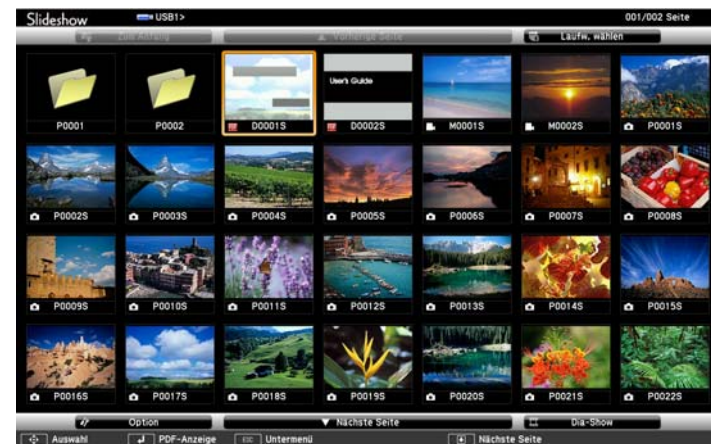 Slideshow USB1> 001/002 Seite
Zum Anfang ▲ Vorherige Seite Laufw. wählen
User's Guide
P0001 P0002 D0001S D0002S M0001S M0002S P0001S
P0002S P0003S P0004S P0005S P0006S P0007S P0008S
P0009S P0010S P0011S P0012S P0013S P0014S P0015S
P0016S P0017S P0018S P0019S P0020S P0021S P0022S
Option ▼ Nächste Seite Dia-Show
Auswahl PDF-Anzeige ESC Untermenü Nächste Seite